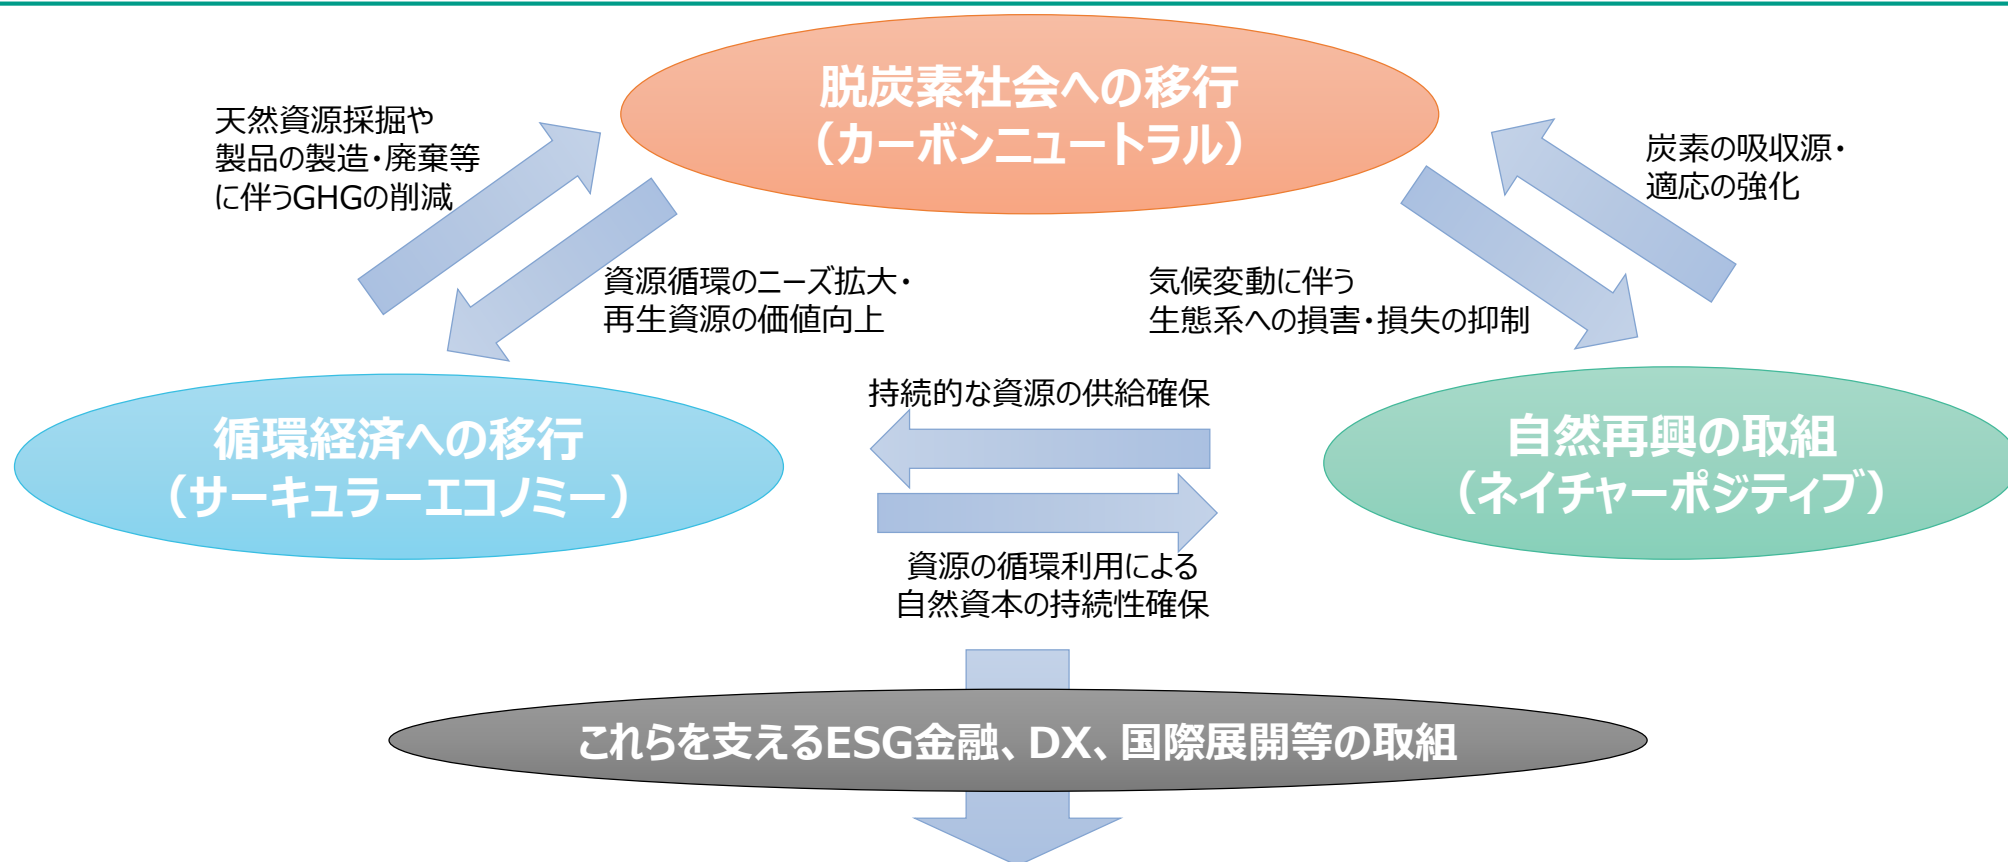 脱炭素社会への移行
（カーボンニュートラル）
天然資源採掘や
製品の製造・廃棄等
に伴うGHGの削減
炭素の吸収源・
適応の強化
資源循環のニーズ拡大・
再生資源の価値向上
気候変動に伴う
生態系への損害・損失の抑制
持続的な資源の供給確保
循環経済への移行
（サーキュラーエコノミー）
自然再興の取組
（ネイチャーポジティブ）
資源の循環利用による
自然資本の持続性確保
これらを支えるESG金融、DX、国際展開等の取組